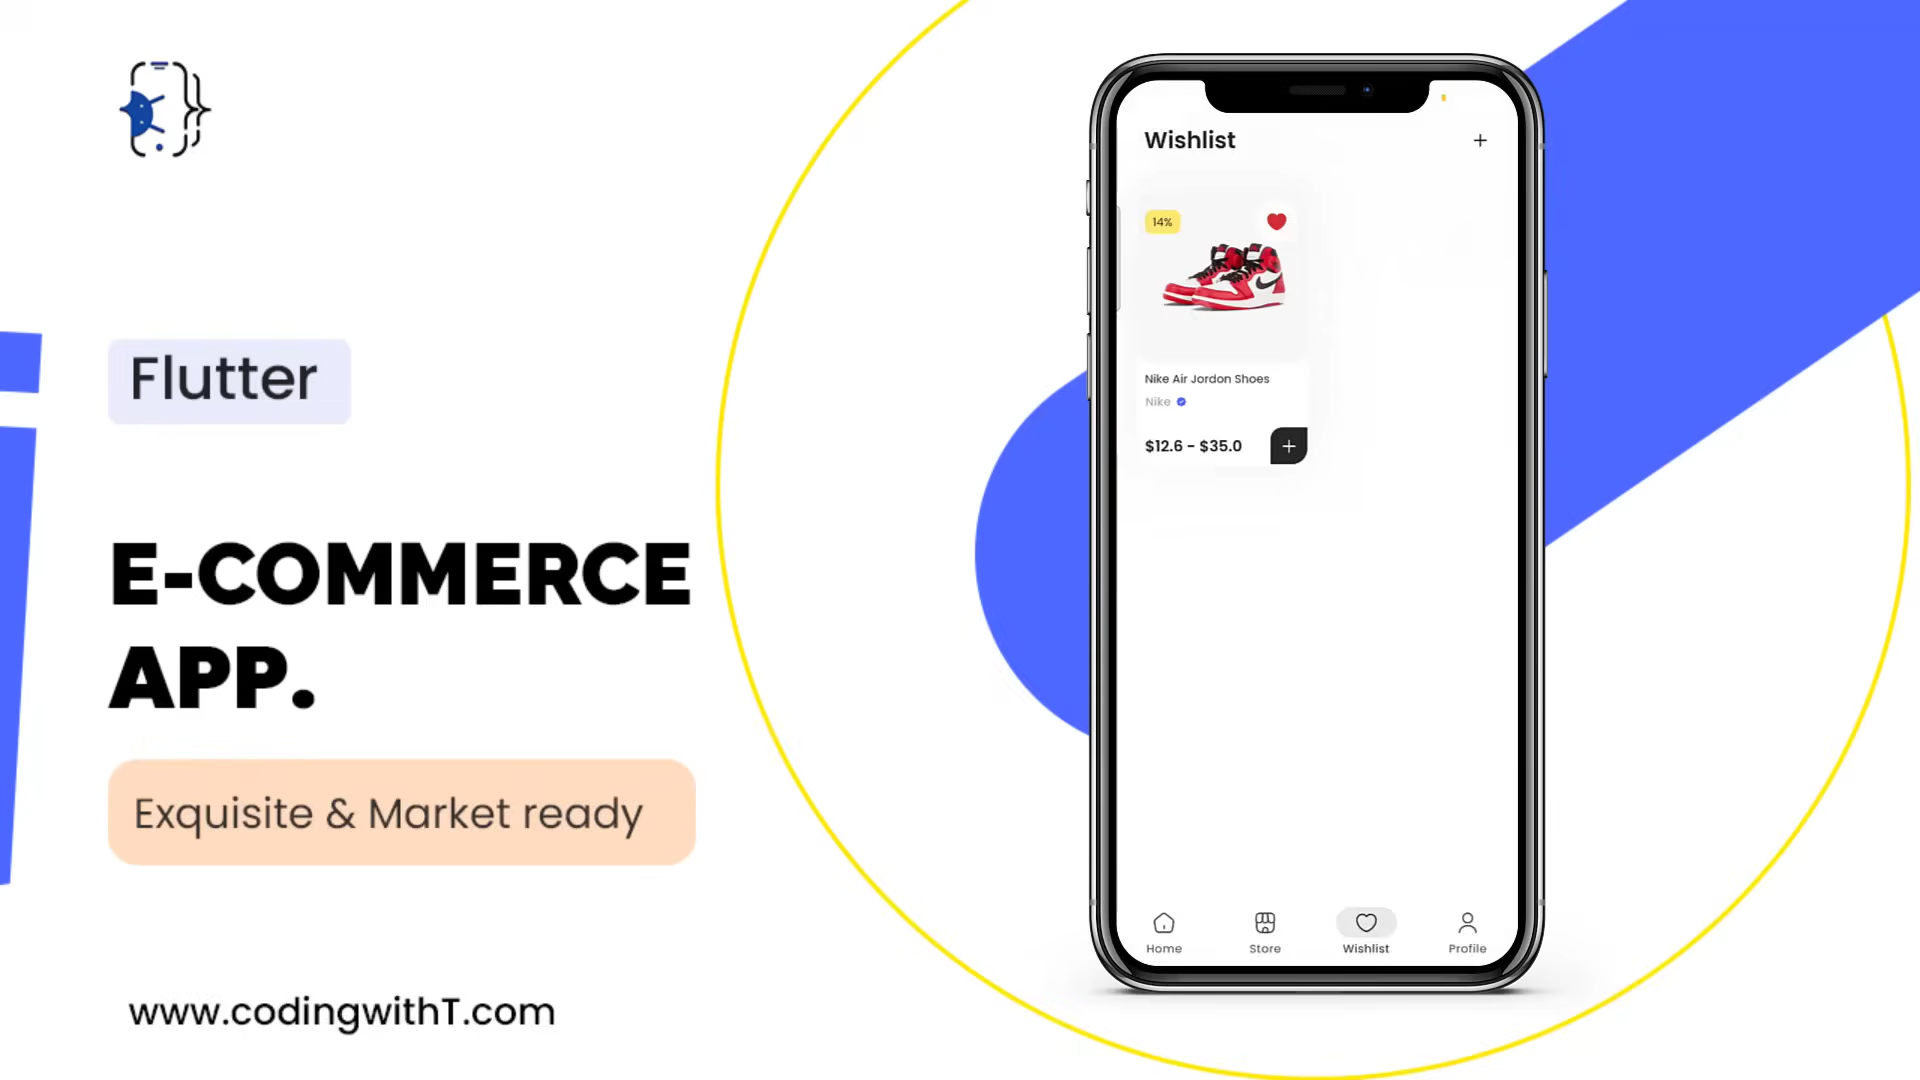 Flutter
E-COMMERCE
APP.
Exquisite & Market ready
www.codingwithT.com
Wishlist
14%
Nike Air Jordon Shoes
Nike
$12.6 - $35.0
Home
Store
Wishlist
Profile